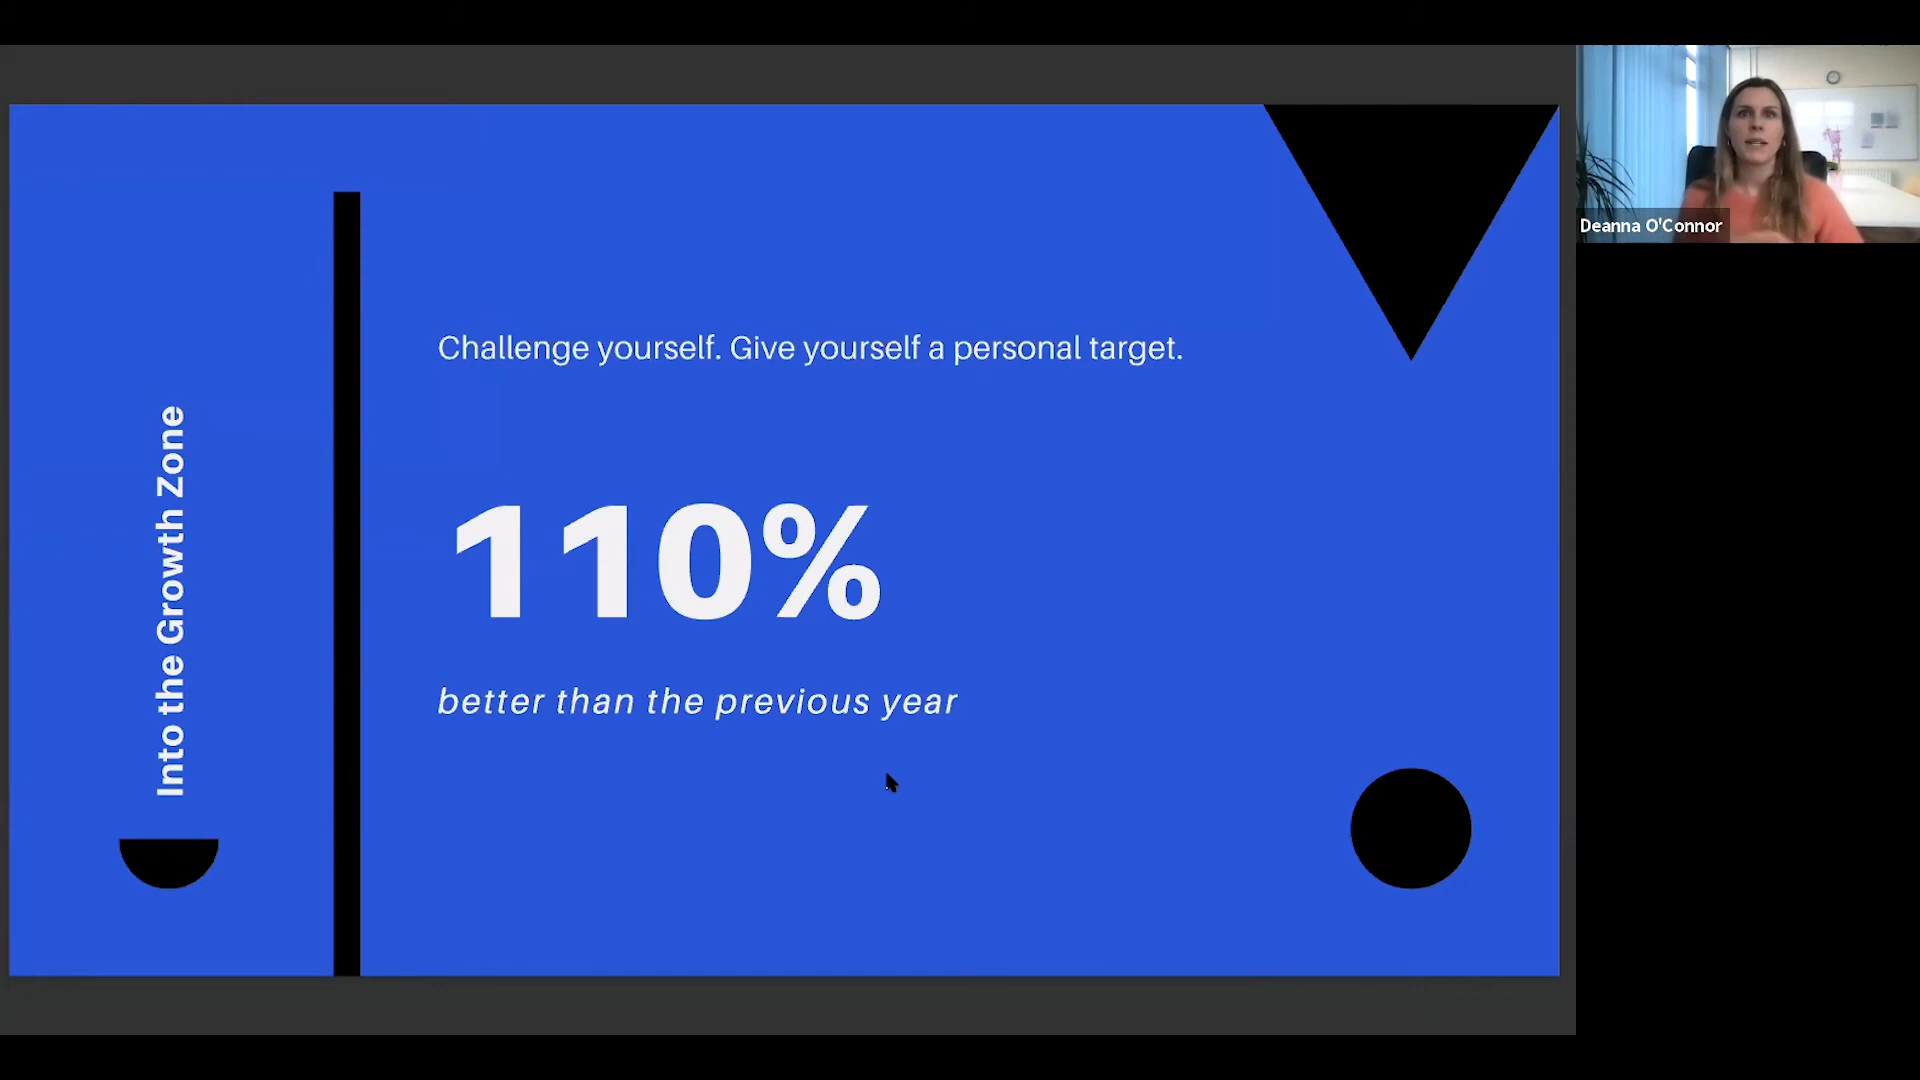 Into the Growth Zone
Challenge yourself. Give yourself a personal target.
110%
better than the previous year
Deanna O'Connor